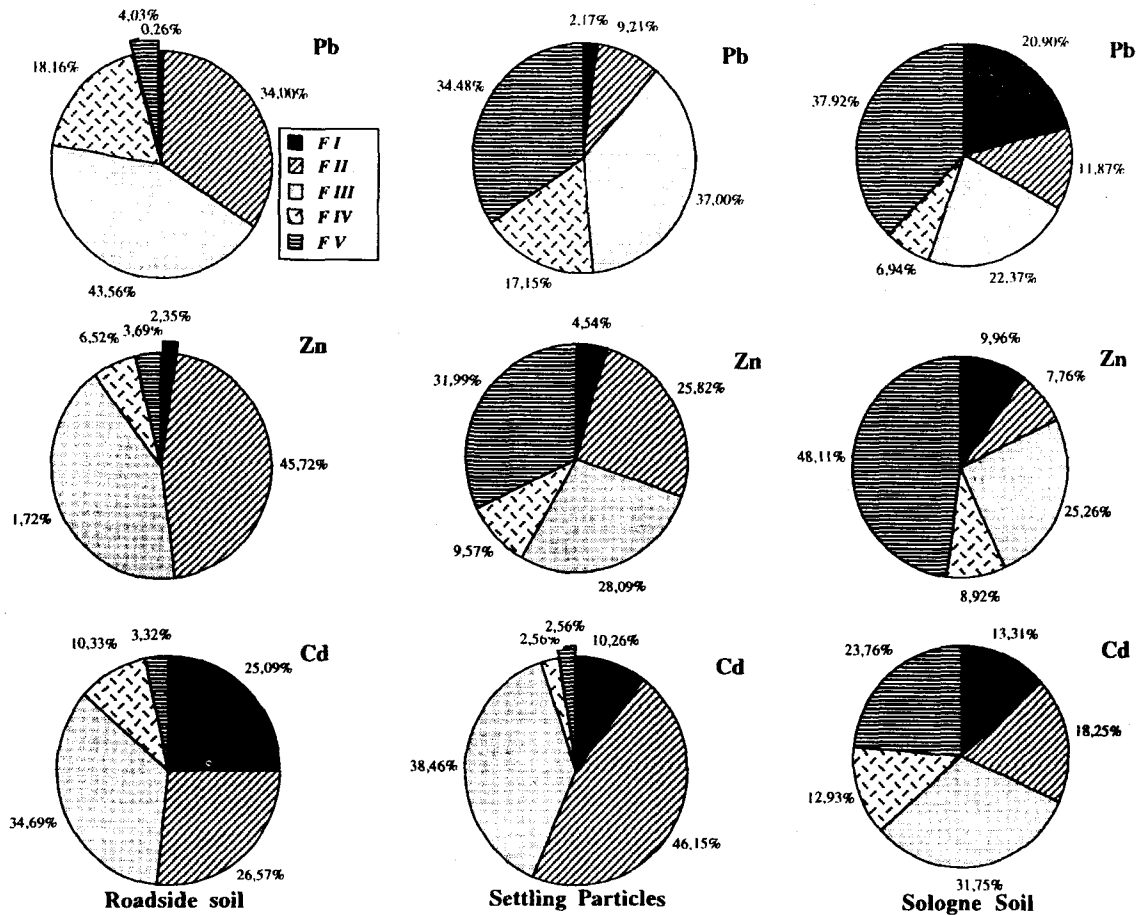 4,03%
0,26%
Pb
18,16%
34,00%
43,56%
F I
F II
F III
F IV
F V
2,17%
9,21%
Pb
34,48%
37,00%
17,15%
20,90%
Pb
37,92%
11,87%
6,94%
22,37%
2,35%
6,52%
3,69%
Zn
45,72%
1,72%
4,54%
Zn
31,99%
25,82%
9,57%
28,09%
9,96%
Zn
7,76%
48,11%
25,26%
8,92%
10,33%
3,32%
25,09%
Cd
34,69%
26,57%
Roadside soil
2,56%
2,56%
10,26%
Cd
38,46%
46,15%
Settling Particles
23,76%
13,31%
Cd
18,25%
12,93%
31,75%
Sologne Soil